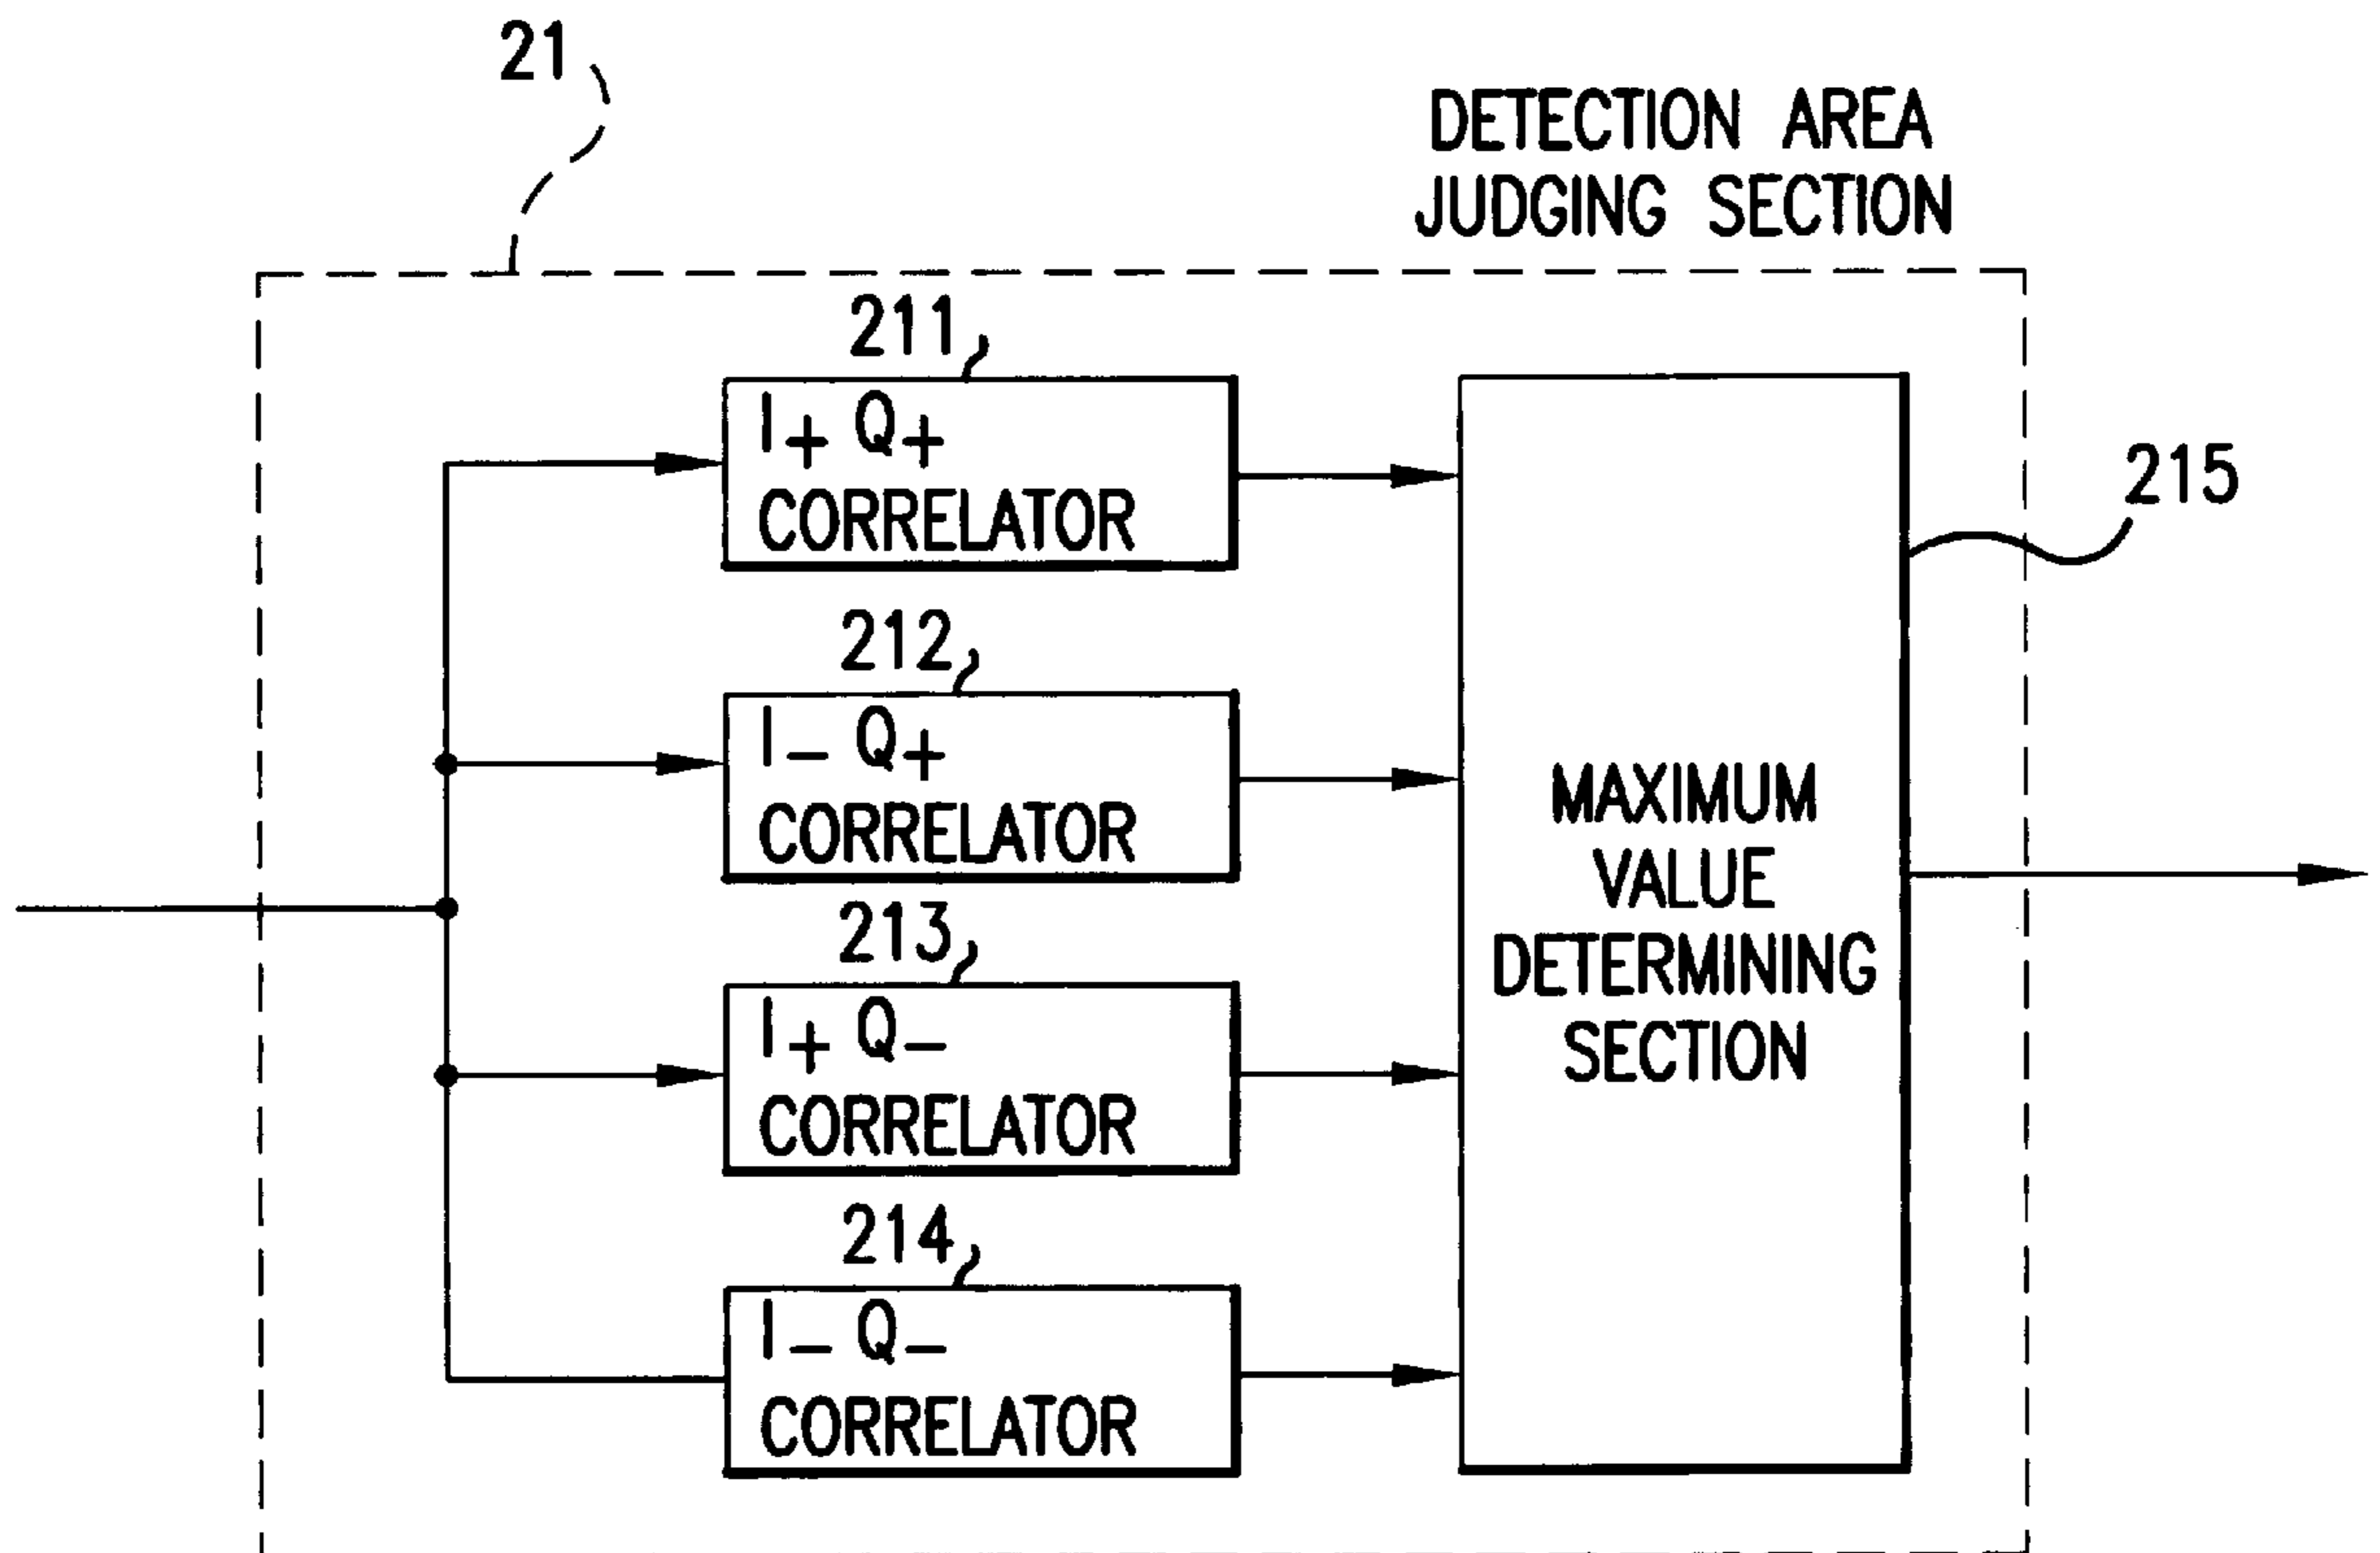 21
DETECTION AREA
JUDGING SECTION
211
I+ Q+
CORRELATOR
212
I- Q+
CORRELATOR
213
I+ Q-
CORRELATOR
214
I- Q-
CORRELATOR
215
MAXIMUM
VALUE
DETERMINING
SECTION